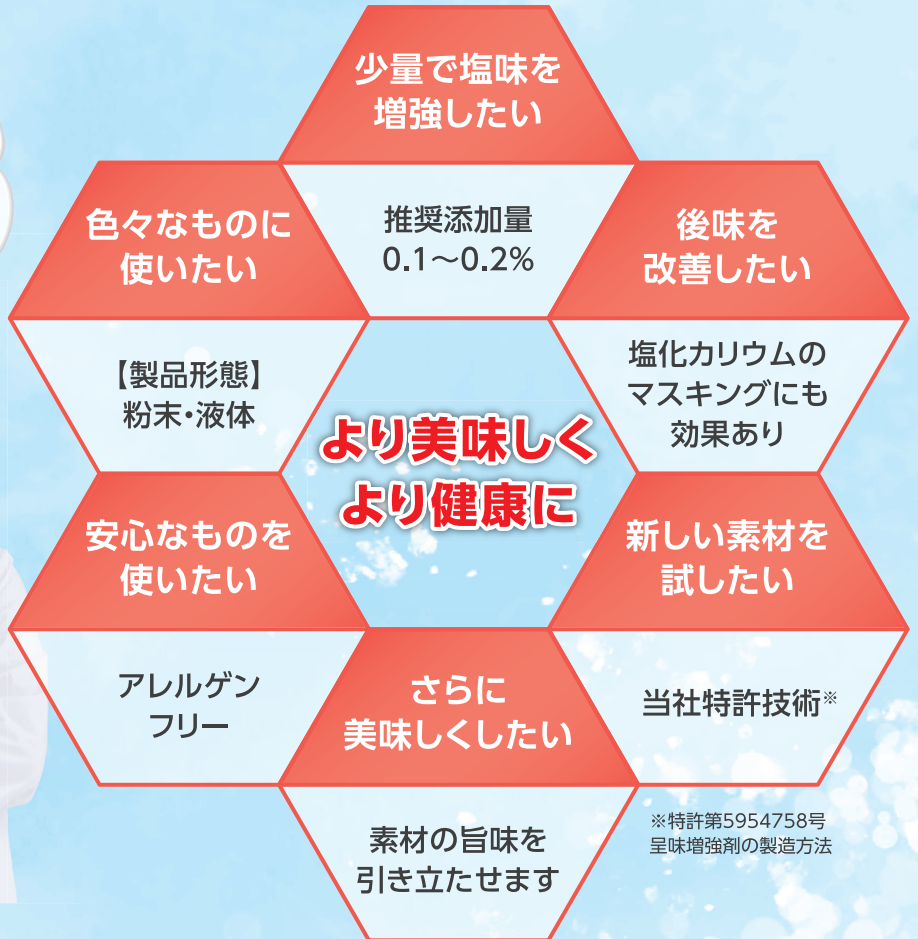 少量で塩味を
増強したい
推奨添加量
0.1～0.2%
色々なものに
使いたい
【製品形態】
粉末・液体
後味を
改善したい
塩化カリウムの
マスキングにも
効果あり
より美味しく
より健康に
安心なものを
使いたい
アレルゲン
フリー
新しい素材を
試したい
当社特許技術※
さらに
美味しくしたい
素材の旨味を
引き立たせます
※特許第5954758号
呈味増強剤の製造方法